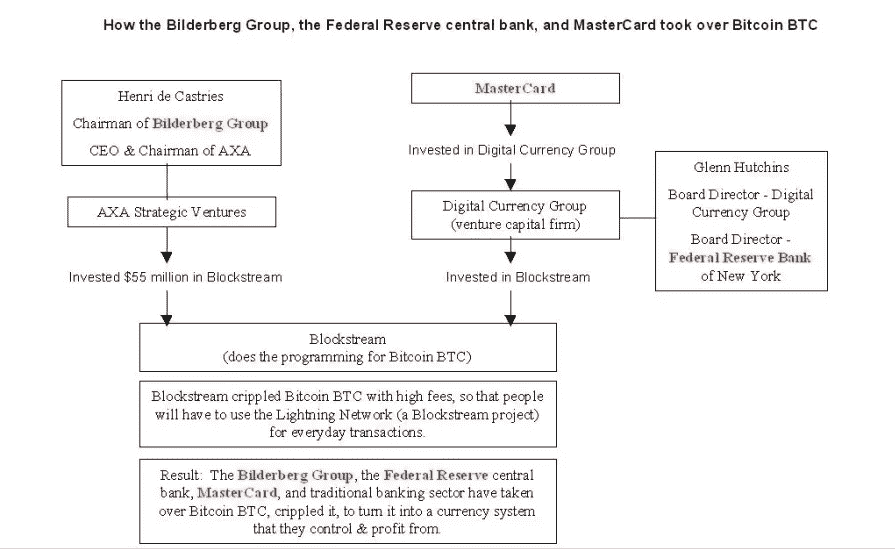 How the Bilderberg Group, the Federal Reserve central bank, and MasterCard took over Bitcoin BTC
Henri de Castries
Chairman of Bilderberg Group
CEO & Chairman of AXA
AXA Strategic Ventures
Invested $55 million in Blockstream
MasterCard
Invested in Digital Currency Group
Digital Currency Group
(venture capital firm)
Invested in Blockstream
Glenn Hutchins
Board Director - Digital
Currency Group
Board Director -
Federal Reserve Bank
of New York
Blockstream
(does the programming for Bitcoin BTC)
Blockstream crippled Bitcoin BTC with high fees, so that people
will have to use the Lightning Network (a Blockstream project)
for everyday transactions.
Result: The Bilderberg Group, the Federal Reserve central
bank, MasterCard, and traditional banking sector have taken
over Bitcoin BTC, crippled it, to turn it into a currency system
that they control & profit from.